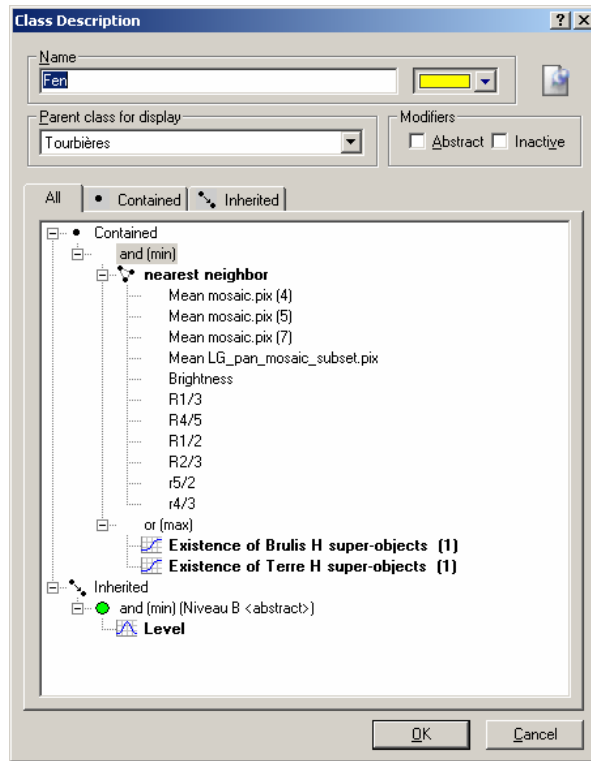 Class Description
Name
Fen
Parent class for display
Modifiers
Tourbières
Abstract
Inactive
All
Contained
Inherited
Contained
and (min)
nearest neighbor
Mean mosaic.pix (4)
Mean mosaic.pix (5)
Mean mosaic.pix (7)
Mean LG_pan_mosaic_subset.pix
Brightness
R1/3
R4/5
R1/2
R2/3
r5/2
r4/3
or (max)
Existence of Brulis H super-objects (1)
Existence of Terre H super-objects (1)
Inherited
and (min) (Niveau B <abstract>)
Level
OK
Cancel